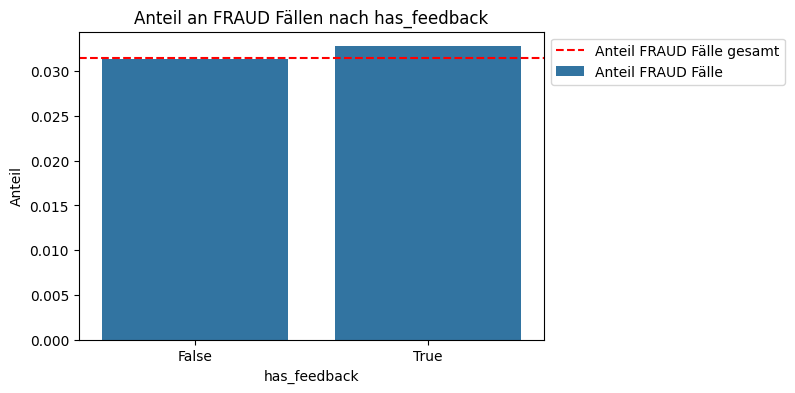 Anteil an FRAUD Fällen nach has_feedback
Anteil FRAUD Fälle gesamt
Anteil FRAUD Fälle
Anteil
0.030
0.025
0.020
0.015
0.010
0.005
0.000
False
True
has_feedback